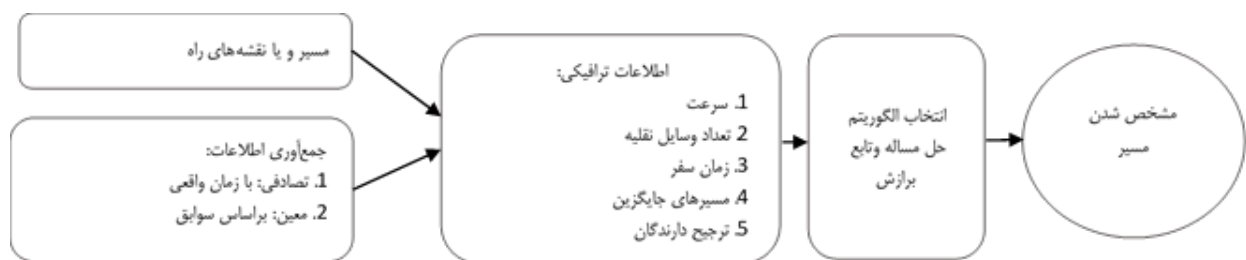 مسیر و یا نقشه‌های راه
جمع‌آوری اطلاعات:
1. تصادفی: با زمان واقعی
2. معین: براساس سوابق
اطلاعات ترافیکی:
1. سرعت
2. تعداد وسایل نقلیه
3. زمان سفر
4. مسیرهای جایگزین
5. ترجیح دارندگان
انتخاب الگوریتم
حل مساله وتابع
برازش
مشخص شدن
مسیر